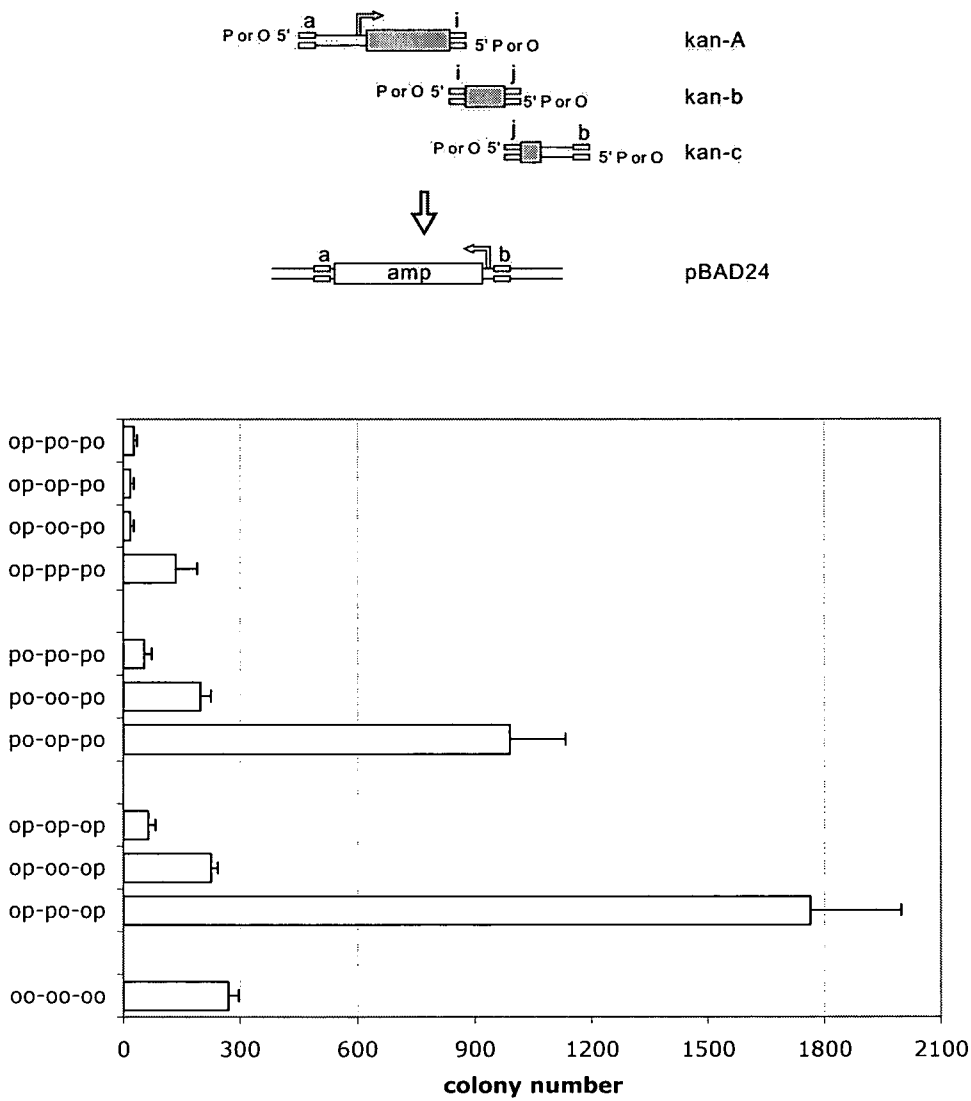 a
i
P or O 5'
5' P or O
kan-A
i
j
P or O 5'
5' P or O
kan-b
j
b
P or O 5'
5' P or O
kan-c
a
b
amp
pBAD24
op-po-po
op-op-po
op-oo-po
op-pp-po
po-po-po
po-oo-po
po-op-po
op-op-op
op-oo-op
op-po-op
oo-oo-oo
0 300 600 900 1200 1500 1800 2100
colony number